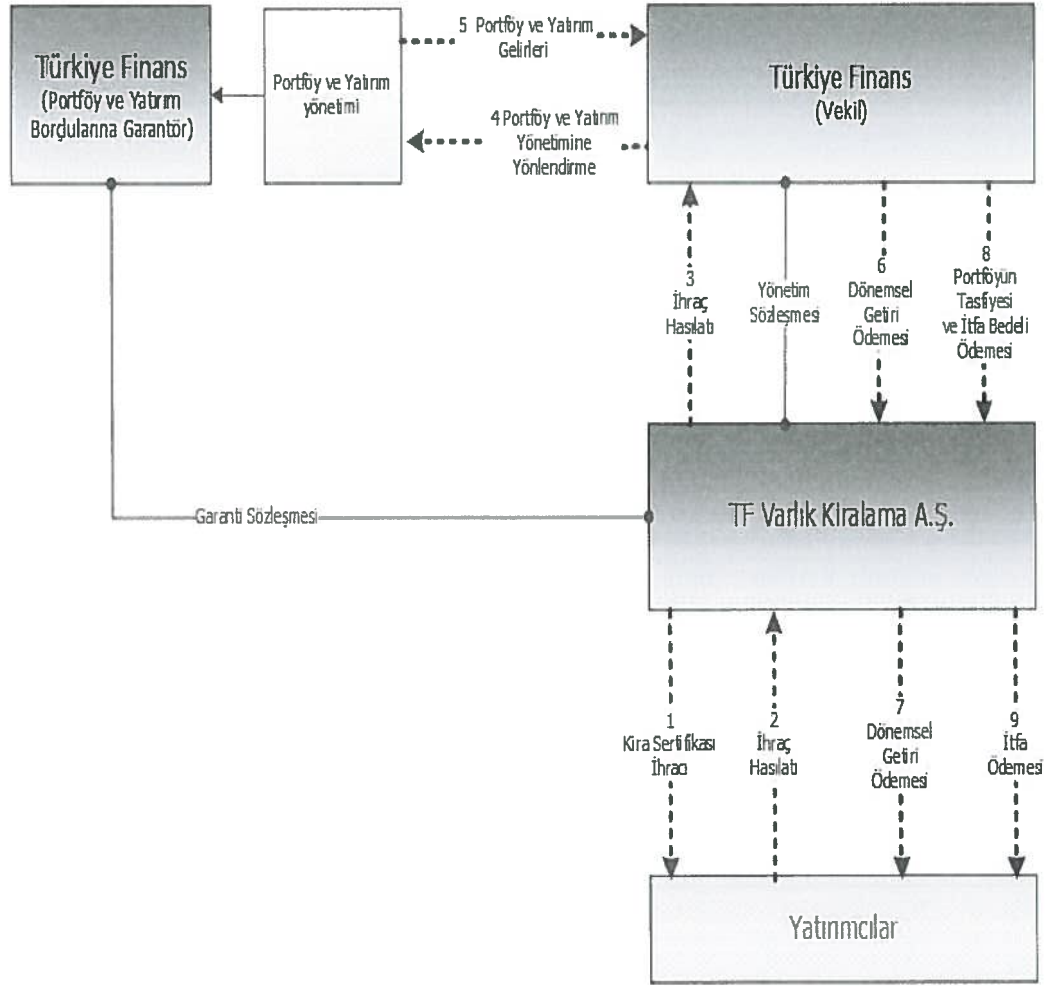 Türkiye Finans
(Portföy ve Yatırım
Borçlularına Garantör)
Portföy ve Yatırım
yönetimi
5 Portföy ve Yatırım
Gelirleri
4 Portföy ve Yatırım
Yönetimine
Yönlendirme
Türkiye Finans
(Vekil)
3
İhraç
Hasılatı
Yönetim
Sözleşmesi
6
Dönemsel
Getiri
Ödemesi
8
Portföyün
Tasfiyesi
ve İtfa Bedeli
Ödemesi
TF Varlık Kiralama A.Ş.
Garanti Sözleşmesi
1
Kira Sertifikası
İhracı
2
İhraç
Hasılatı
7
Dönemsel
Getiri
Ödemesi
9
İtfa
Ödemesi
Yatırımcılar